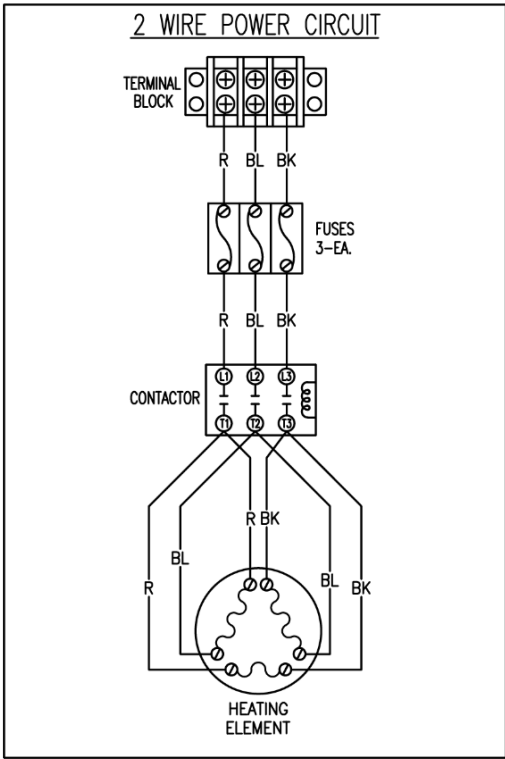 2 WIRE POWER CIRCUIT
TERMINAL
BLOCK
R BL BK
FUSES
3-EA.
R BL BK
L1 L2 L3
CONTACTOR
T1 T2 T3
R BK
BL
R
BL
BK
HEATING
ELEMENT